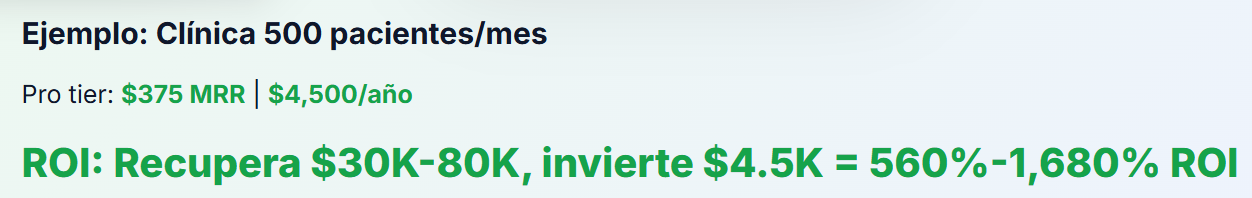 Ejemplo: Clínica 500 pacientes/mes
Pro tier: $375 MRR | $4,500/año
ROI: Recupera $30K-80K, invierte $4.5K = 560%-1,680% ROI